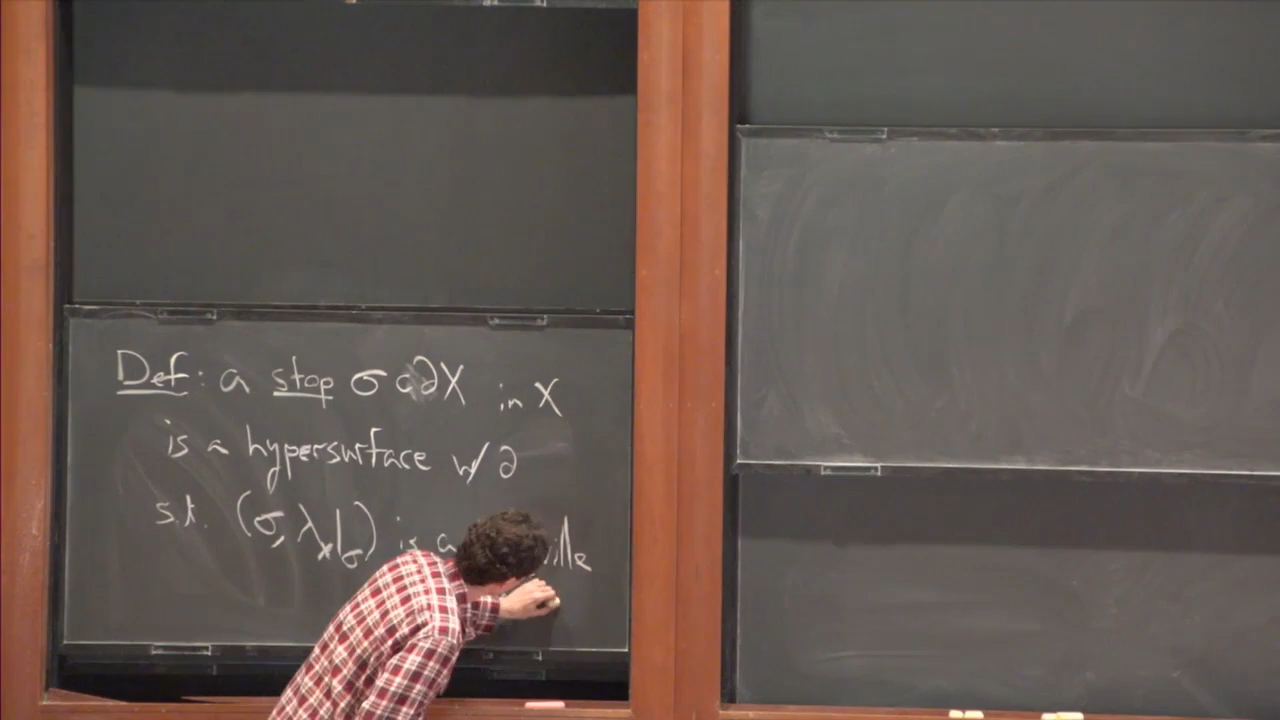 Def: a stop σ ⊂ ∂X in X
is a hypersurface w/ ∂
s.t. (σ, λ_X|_σ) is a